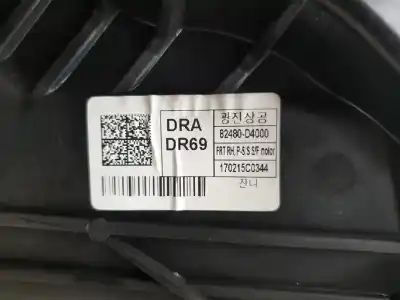 DRA
DR69
광진상공
82480-D4000
FRT RH, P-S/S S/F motor
170215C0344
잔니